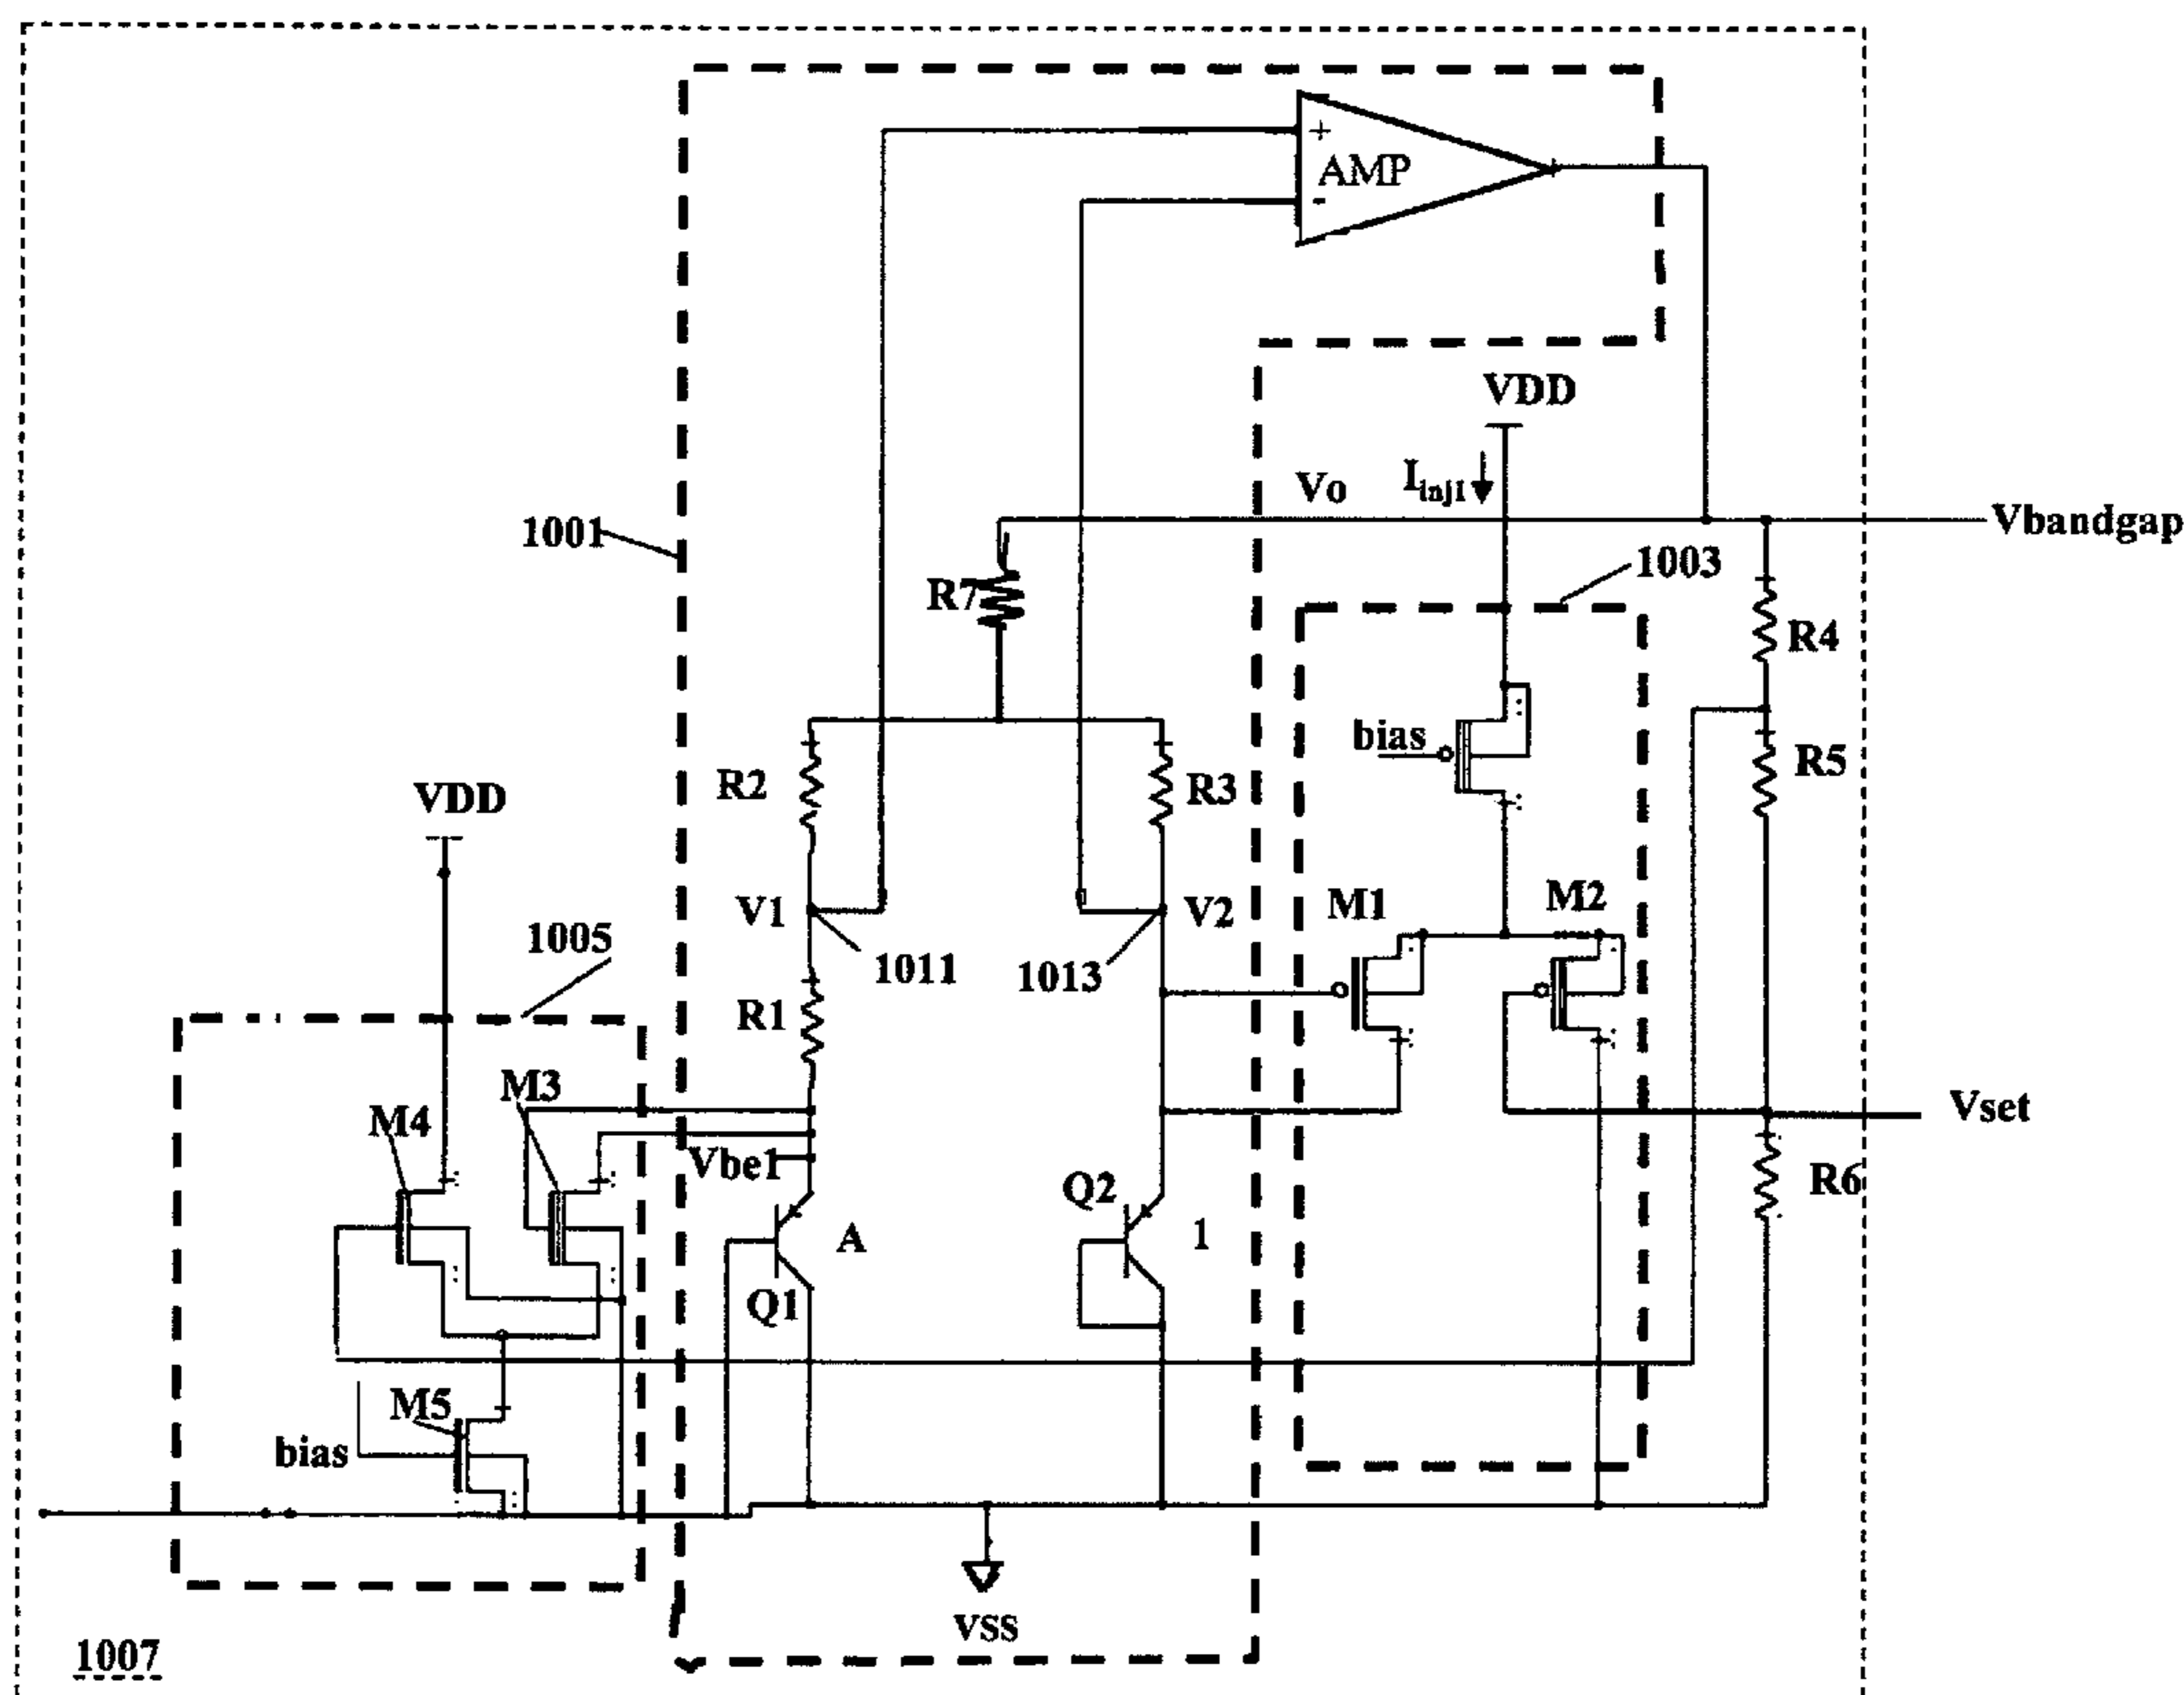 +
AMP
-
VDD
Vo
Iinj1
1001
Vbandgap
1003
R7
R4
bias
R5
R2
R3
VDD
M1
M2
V1
V2
1005
1011
1013
R1
M3
M4
Vset
Vbe1
Q2
R6
A
1
Q1
M5
bias
VSS
1007